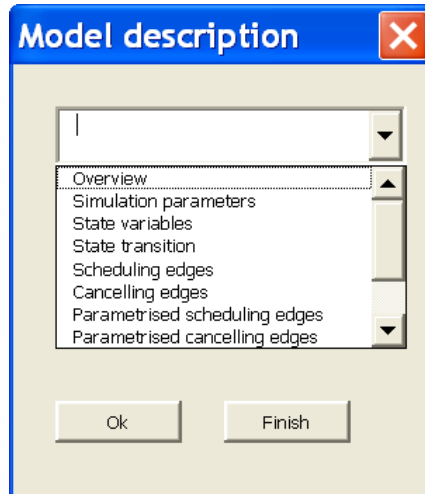 Model description
Overview
Simulation parameters
State variables
State transition
Scheduling edges
Cancelling edges
Parametrised scheduling edges
Parametrised cancelling edges
Ok
Finish